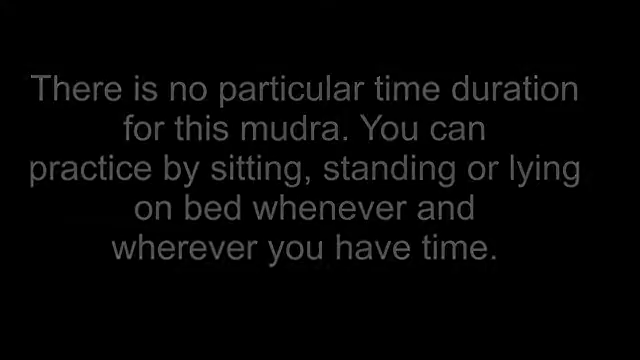 There is no particular time duration
for this mudra. You can
practice by sitting, standing or lying
on bed whenever and
wherever you have time.